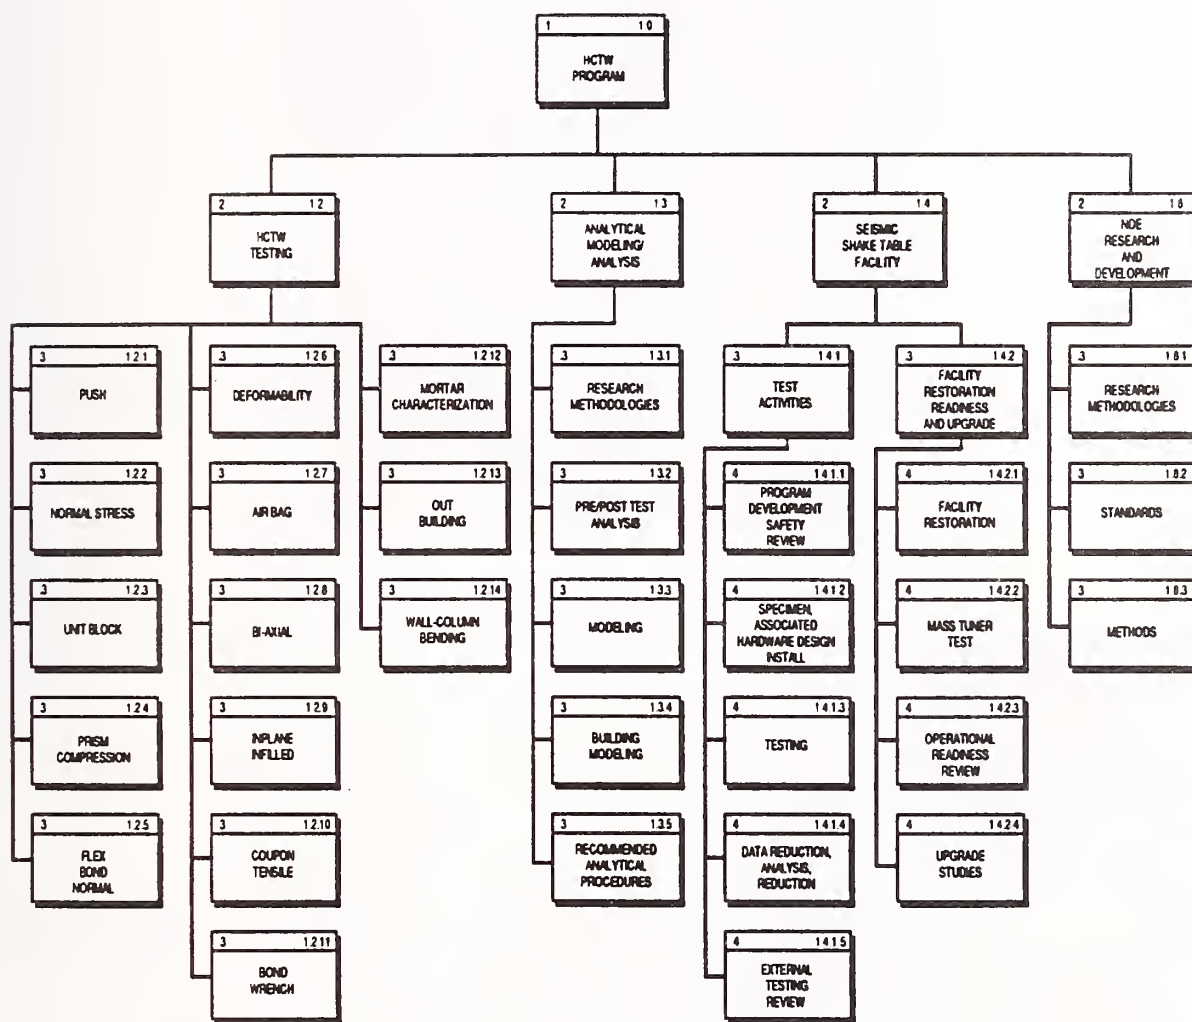 1 1.0
HCTW
PROGRAM
2 1.2
HCTW
TESTING
2 1.3
ANALYTICAL
MODELING/
ANALYSIS
2 1.4
SEISMIC
SHAKE TABLE
FACILITY
2
NDE
RESEARCH
AND
DEVELOPMENT
3 1.2.1
PUSH
3 1.2.2
NORMAL STRESS
3 1.2.3
UNIT BLOCK
3 1.2.4
PRISM
COMPRESSION
3 1.2.5
FLEX
BOND
NORMAL
3 1.2.6
DEFORMABILITY
3 1.2.7
AIR BAG
3 1.2.8
BI-AXIAL
3 1.2.9
INPLANE
INFILLED
3 1.2.10
COUPON
TENSILE
3 1.2.11
BOND
WRENCH
3 1.2.12
MORTAR
CHARACTERIZATION
3 1.2.13
OUT
BUILDING
3 1.2.14
WALL-COLUMN
BENDING
3 1.3.1
RESEARCH
METHODOLOGIES
3 1.3.2
PRE/POST TEST
ANALYSIS
3 1.3.3
MODELING
3 1.3.4
BUILDING
MODELING
3 1.3.5
RECOMMENDED
ANALYTICAL
PROCEDURES
3 1.4.1
TEST
ACTIVITIES
4 1.4.1.1
PROGRAM
DEVELOPMENT
SAFETY
REVIEW
4 1.4.1.2
SPECIMEN,
ASSOCIATED
HARDWARE DESIGN
INSTALL
4 1.4.1.3
TESTING
4 1.4.1.4
DATA REDUCTION,
ANALYSIS,
REDUCTION
4 1.4.1.5
EXTERNAL
TESTING
REVIEW
3 1.4.2
FACILITY
RESTORATION
READINESS
AND UPGRADE
4 1.4.2.1
FACILITY
RESTORATION
4 1.4.2.2
MASS TUNER
TEST
4 1.4.2.3
OPERATIONAL
READINESS
REVIEW
4 1.4.2.4
UPGRADE
STUDIES
3
RESEARCH
METHODOLOGIES
3
STANDARDS
3
METHODS